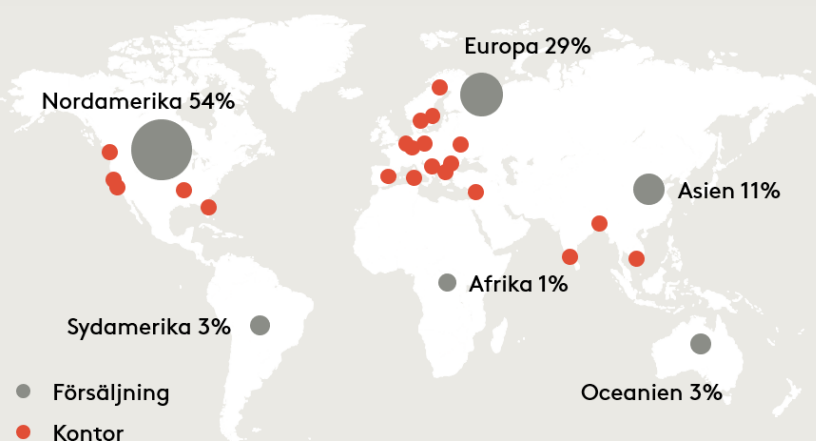 Europa 29%
Nordamerika 54%
Asien 11%
Afrika 1%
Sydamerika 3%
Oceanien 3%
Försäljning
Kontor